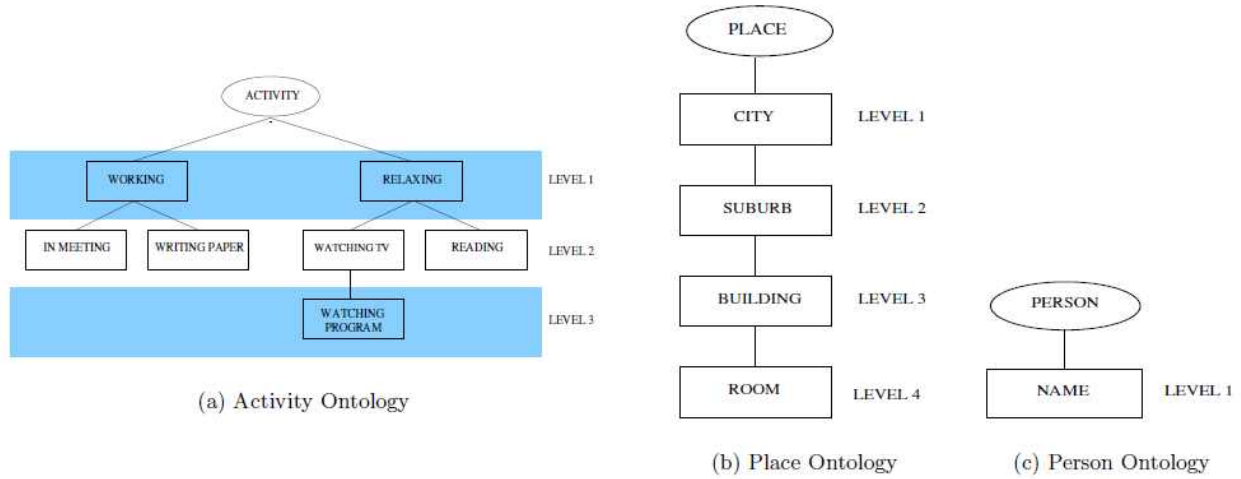 ACTIVITY
WORKING
RELAXING
LEVEL 1
IN MEETING
WRITING PAPER
WATCHING TV
READING
LEVEL 2
WATCHING
PROGRAM
LEVEL 3
(a) Activity Ontology
PLACE
CITY
LEVEL 1
SUBURB
LEVEL 2
BUILDING
LEVEL 3
ROOM
LEVEL 4
(b) Place Ontology
PERSON
NAME
LEVEL 1
(c) Person Ontology